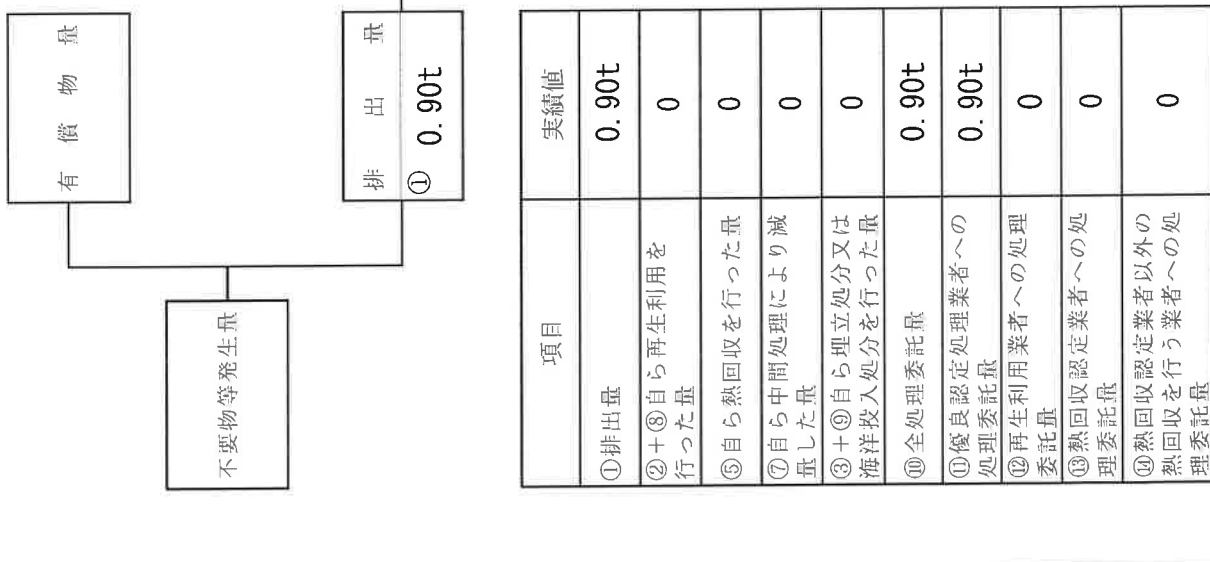 有償物量
排出量
① 0.90t
不要物等発生量
項目 実績値
①排出量 0.90t
②+⑧自ら再生利用を
行った量 0
⑤自ら熱回収を行った量 0
⑦自ら中間処理により減
量した量 0
③+⑨自ら埋立処分又は
海洋投入処分を行った量 0
⑩全処理委託量 0.90t
⑪優良認定処理業者への
処理委託量 0.90t
⑫再生利用業者への処理
委託量 0
⑬熱回収認定業者への処
理委託量 0
⑭熱回収認定業者以外の
熱回収を行う業者への処
理委託量 0